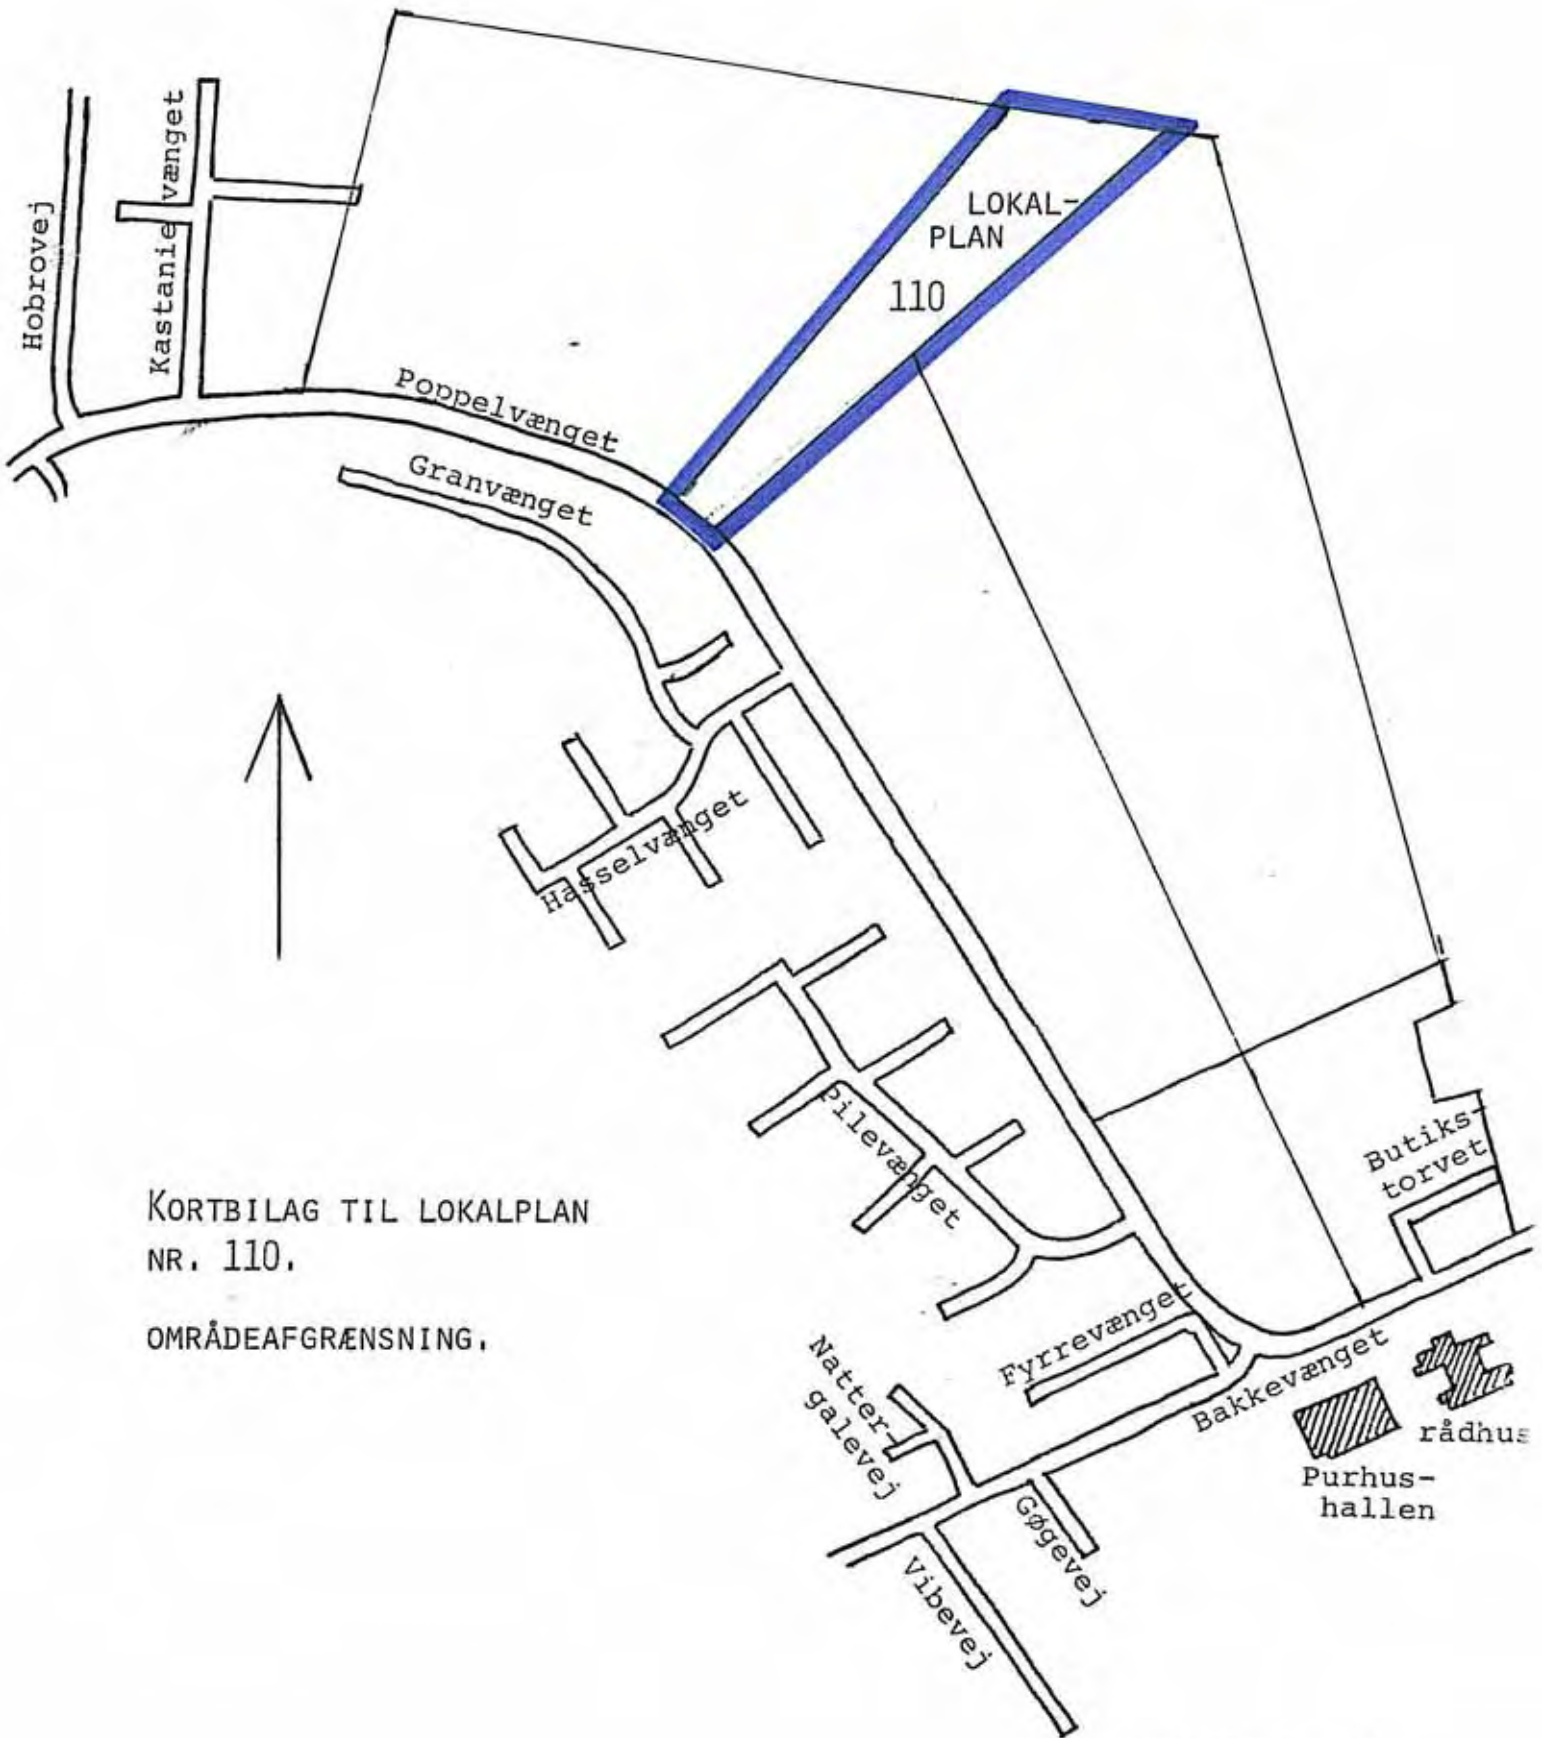 Hobrovej
Kastanievænget
LOKAL-
PLAN
110
Poppelvænget
Granvænget
Hasselvænget
Pilevænget
Butiks-
torvet
KORTBILAG TIL LOKALPLAN
NR. 110.
OMRÅDEAFGRÆNSNING.
Fyrrevænget
Bakkevænget
Natter-
galevej
rådhus
Purhus-
hallen
Gøgevej
Vibevej